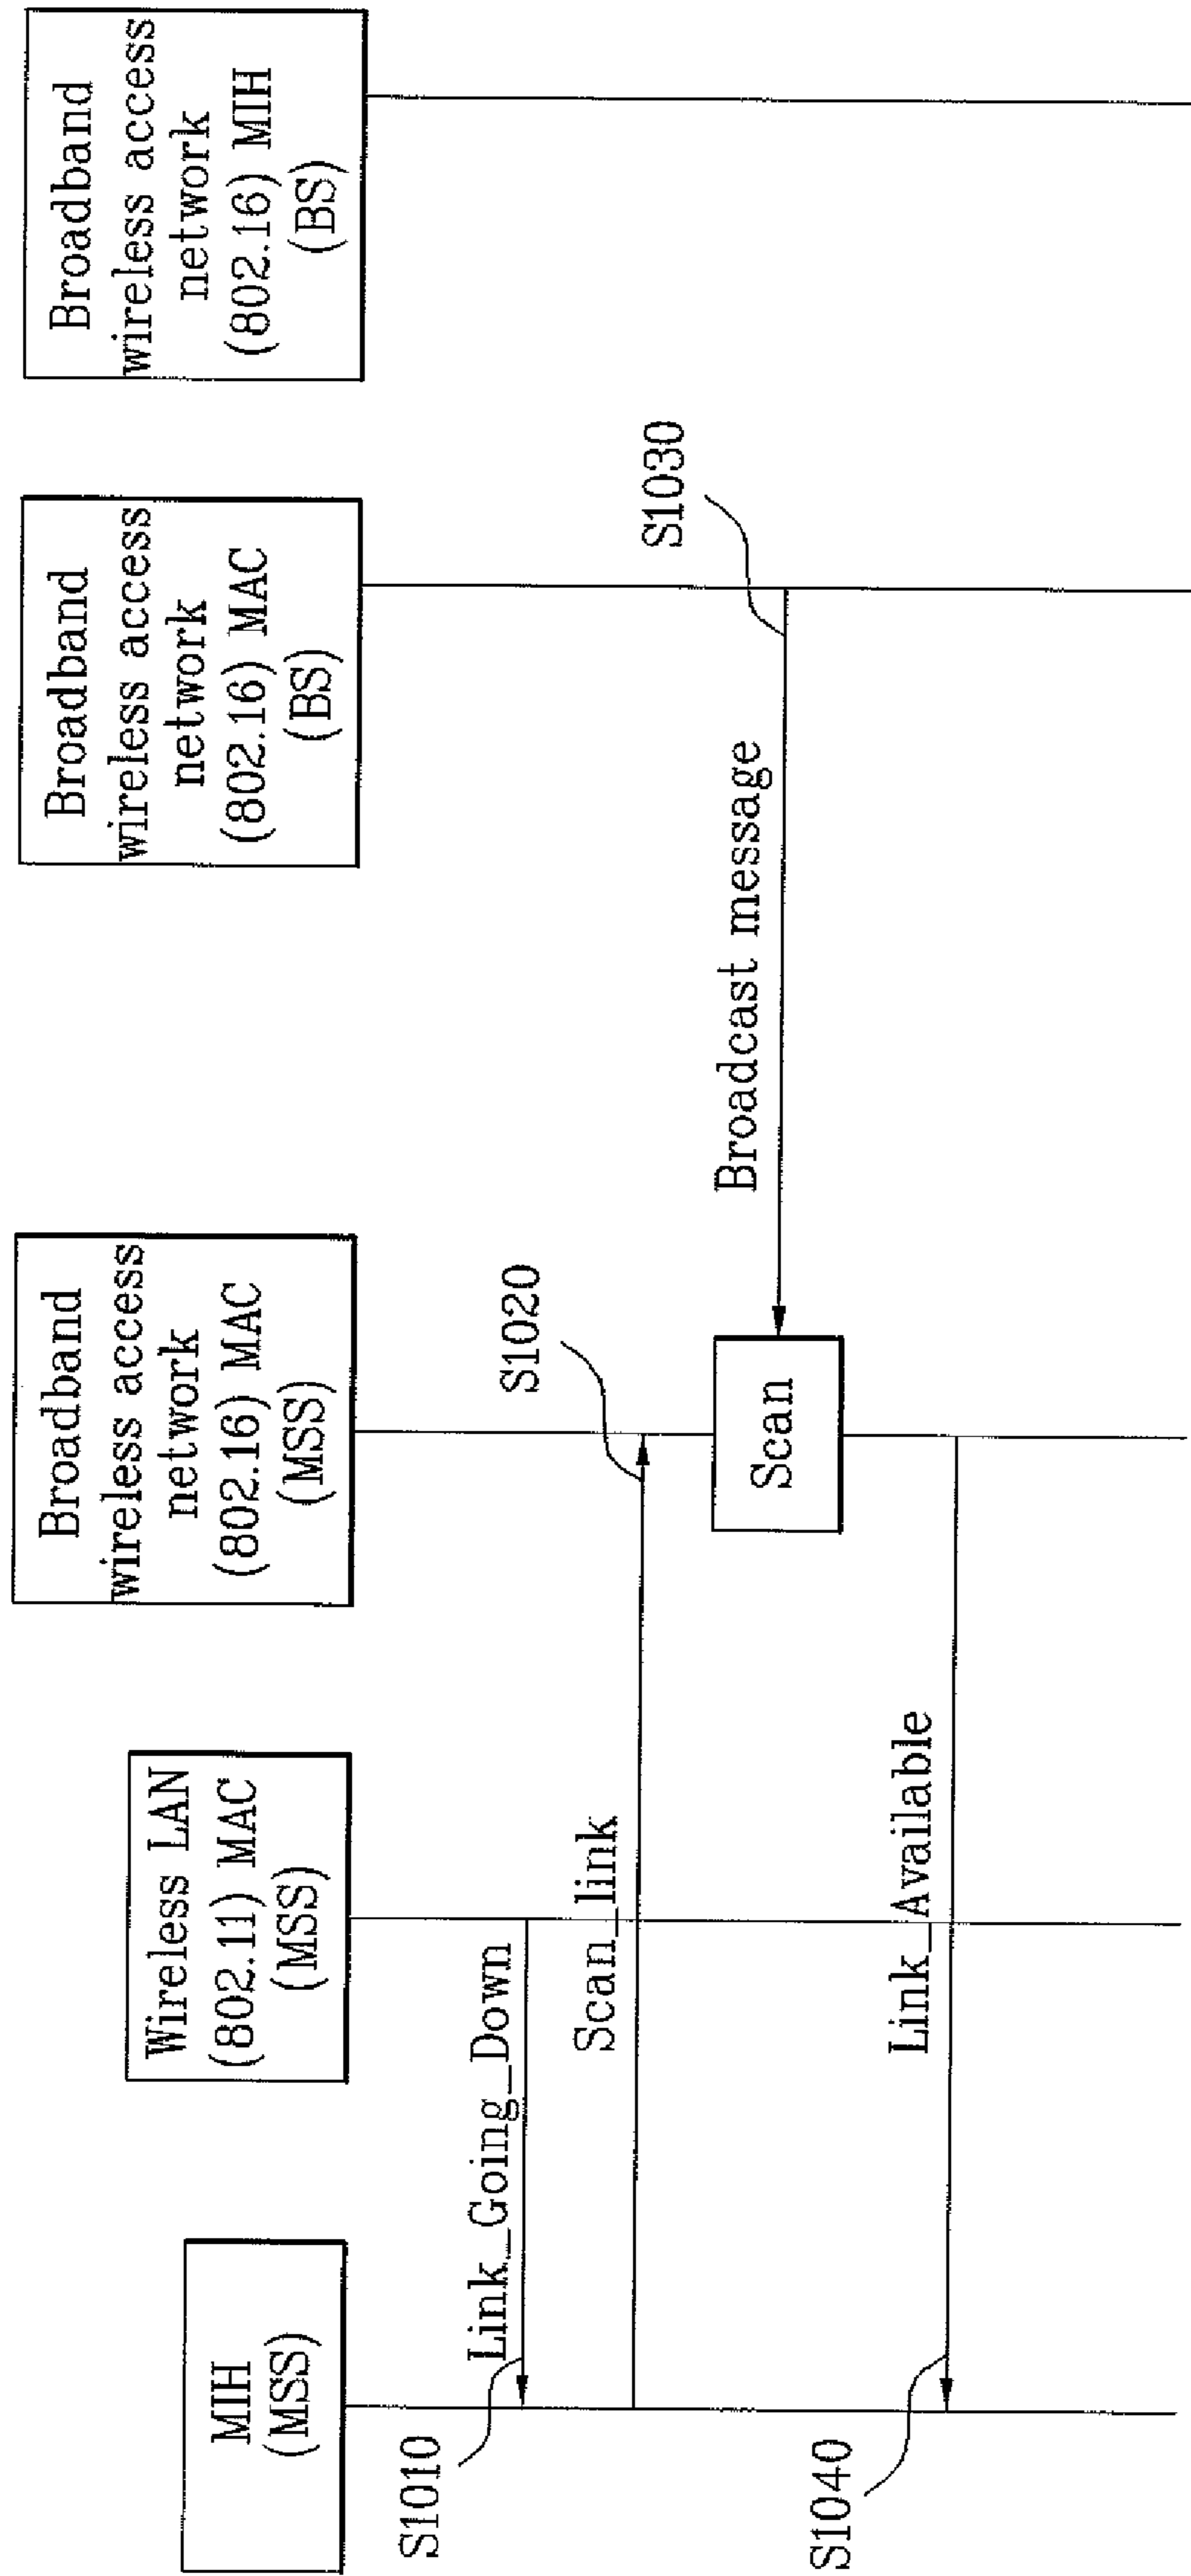 MIH
(MSS)
Wireless LAN
(802.11) MAC
(MSS)
Broadband
wireless access
network
(802.16) MAC
(MSS)
Broadband
wireless access
network
(802.16) MAC
(BS)
Broadband
wireless access
network
(802.16) MIH
(BS)
S1010
Link_Going_Down
Scan_link
S1020
Scan
Broadcast message
S1030
S1040
Link_Available